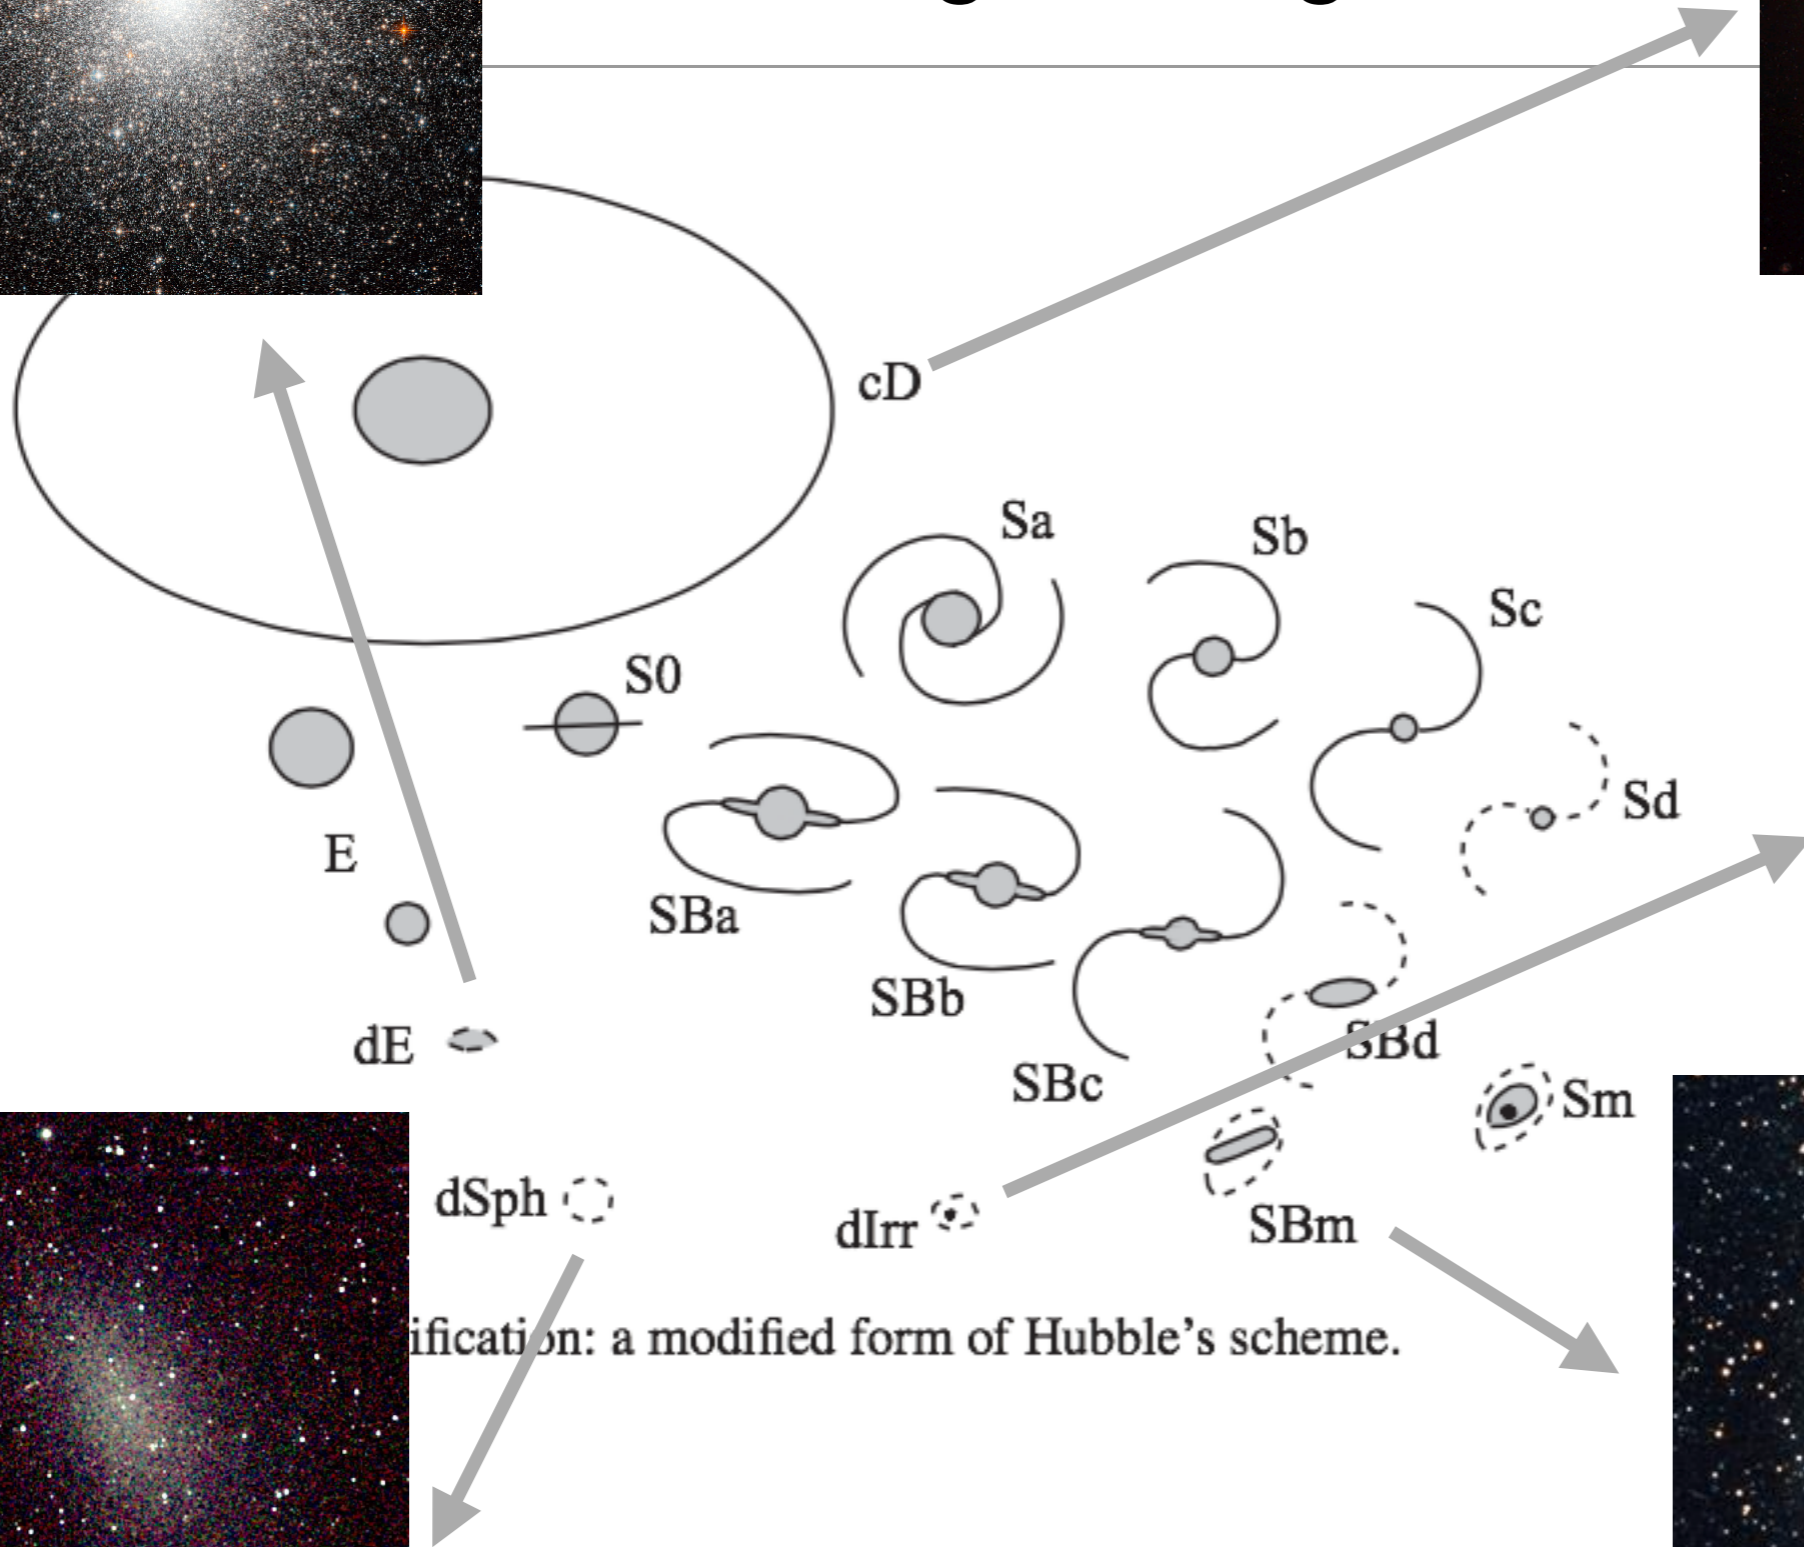 cD
Sa
Sb
Sc
S0
Sd
E
SBa
SBb
dE
SBd
SBc
Sm
dSph
dIrr
SBm
ification: a modified form of Hubble’s scheme.